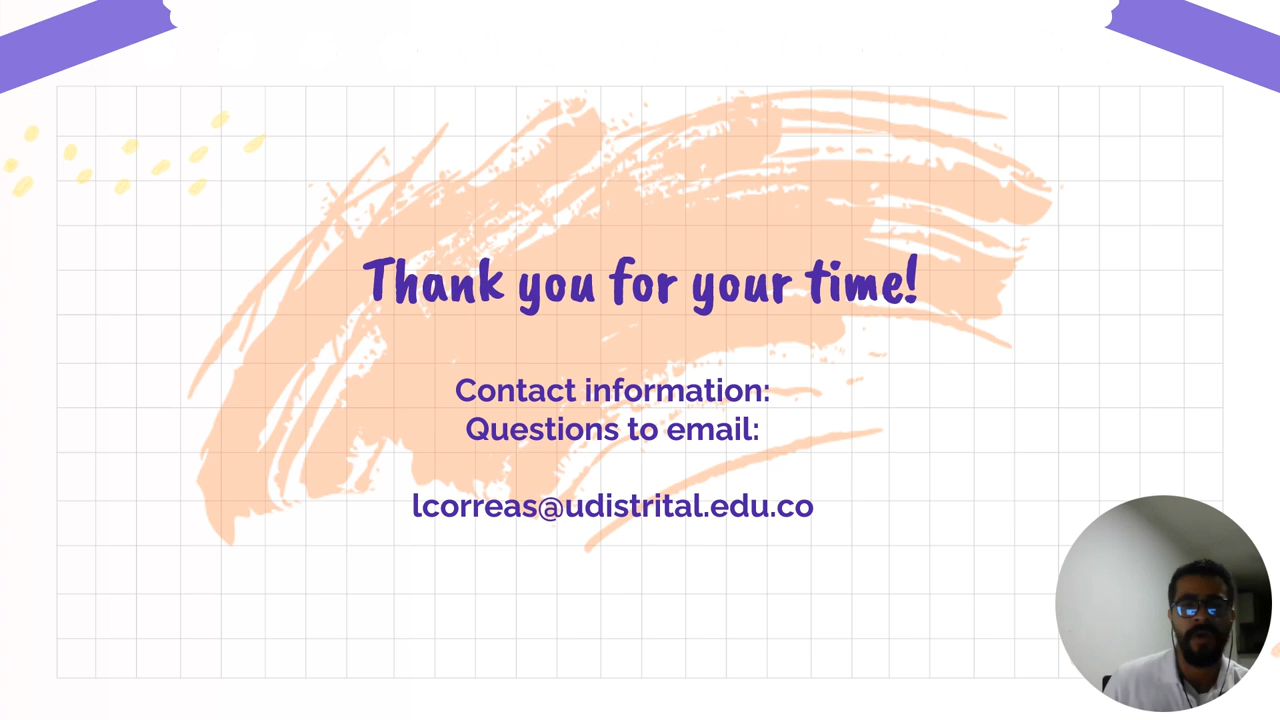 Thank you for your time!
Contact information:
Questions to email:
lcorreas@udistrital.edu.co